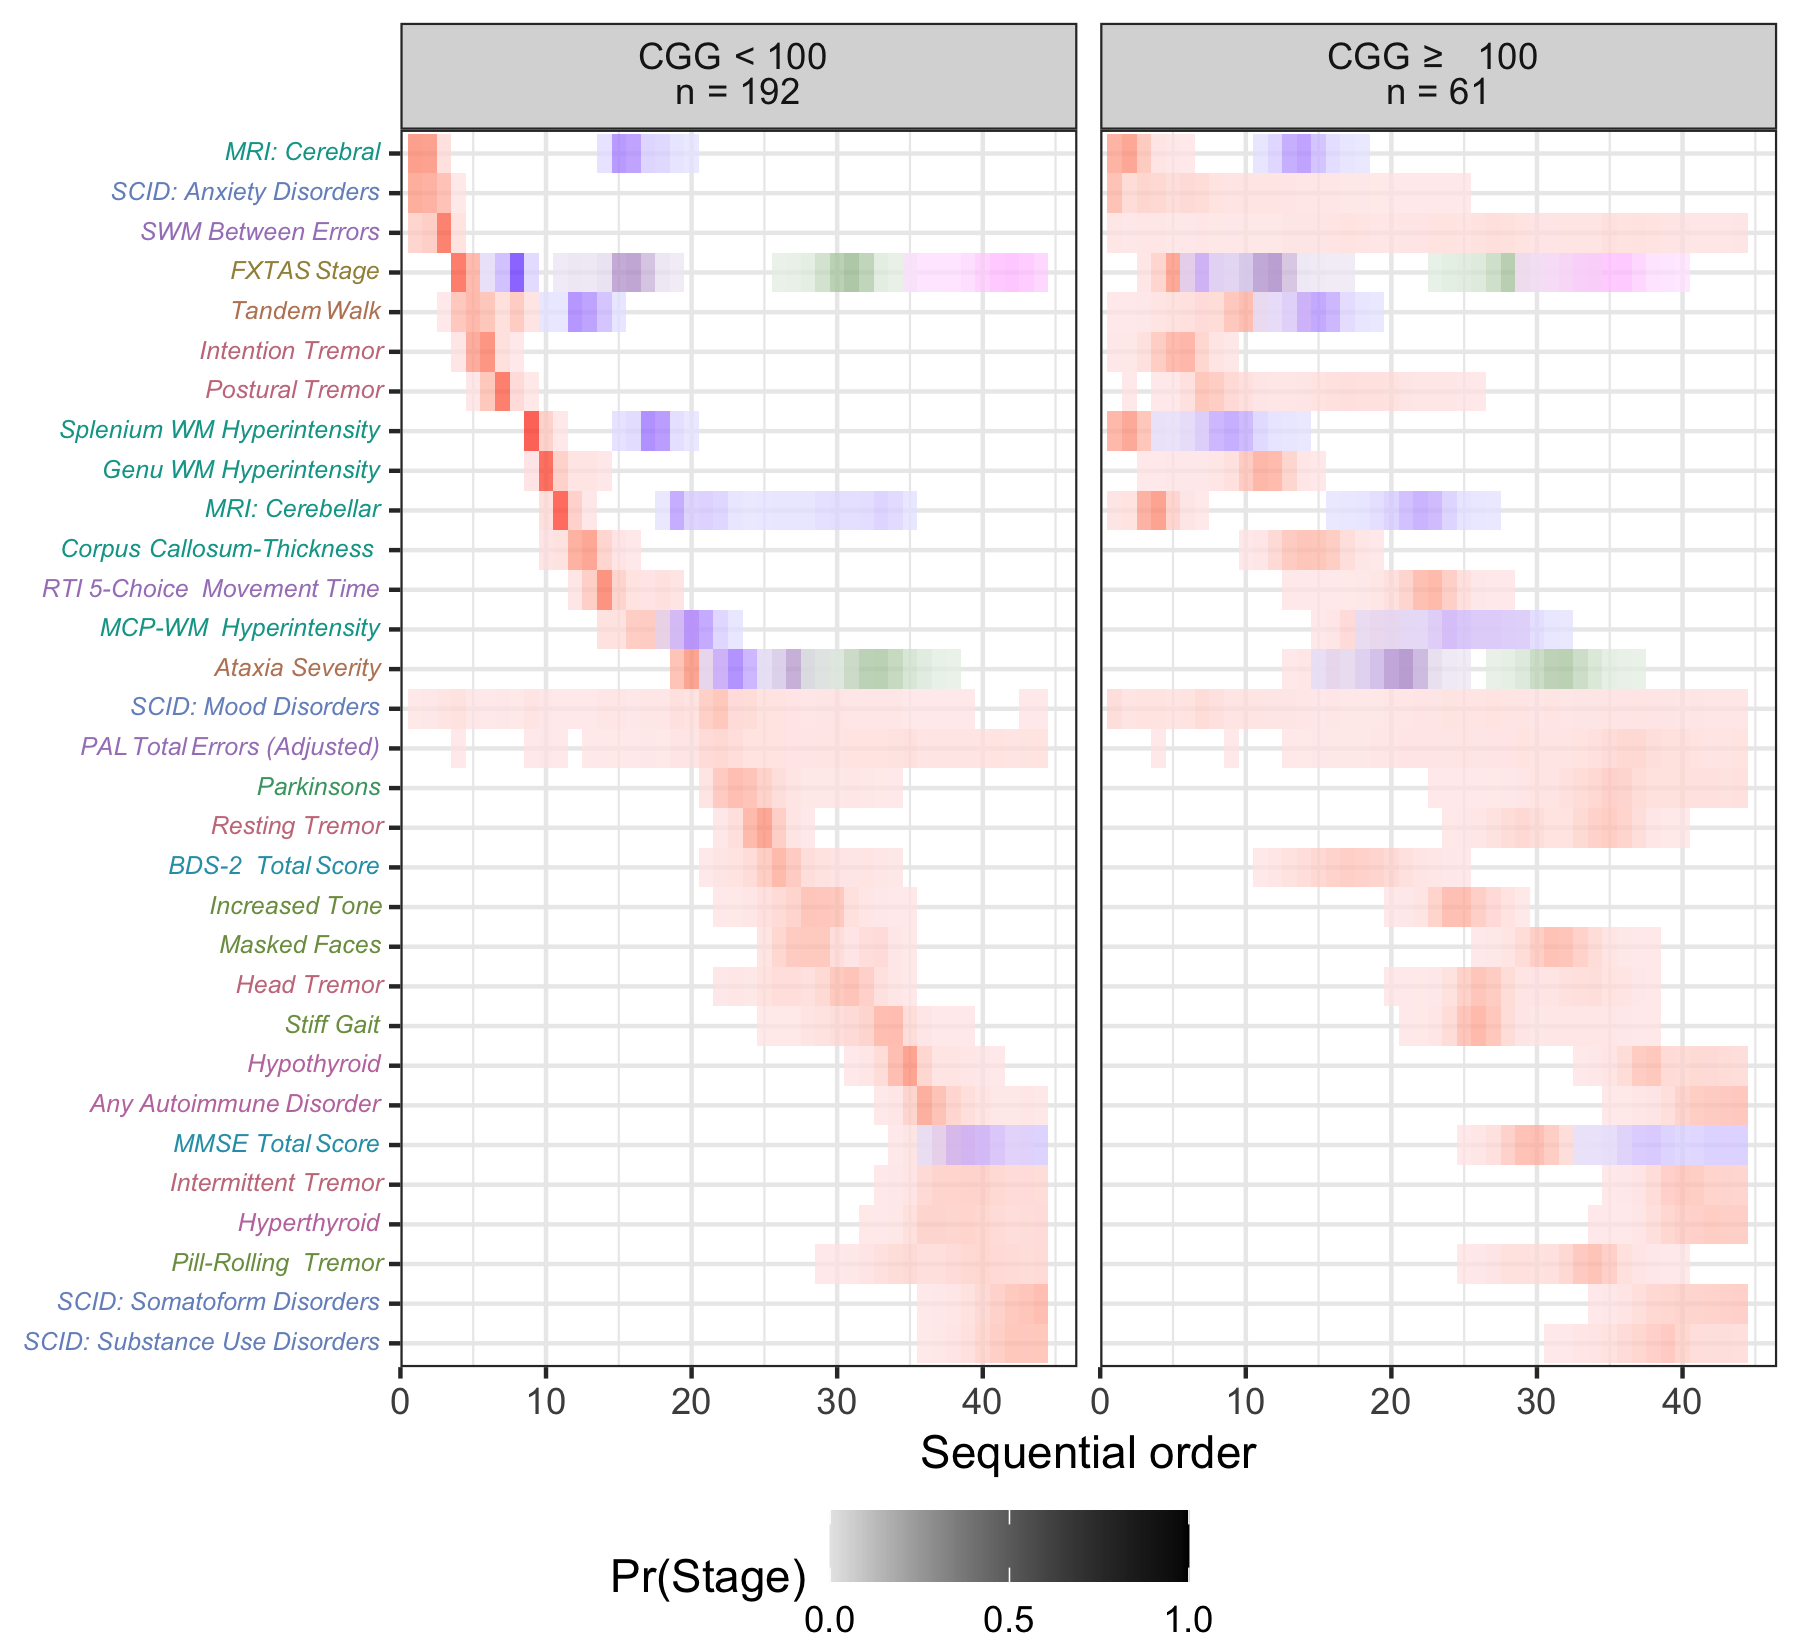 CGG < 100
n = 192
CGG ≥ 100
n = 61
MRI: Cerebral
SCID: Anxiety Disorders
SWM Between Errors
FXTAS Stage
Tandem Walk
Intention Tremor
Postural Tremor
Splenium WM Hyperintensity
Genu WM Hyperintensity
MRI: Cerebellar
Corpus Callosum-Thickness
RTI 5-Choice Movement Time
MCP-WM Hyperintensity
Ataxia Severity
SCID: Mood Disorders
PAL Total Errors (Adjusted)
Parkinsons
Resting Tremor
BDS-2 Total Score
Increased Tone
Masked Faces
Head Tremor
Stiff Gait
Hypothyroid
Any Autoimmune Disorder
MMSE Total Score
Intermittent Tremor
Hyperthyroid
Pill-Rolling Tremor
SCID: Somatoform Disorders
SCID: Substance Use Disorders
0 10 20 30 40
0 10 20 30 40
Sequential order
Pr(Stage)
0.0 0.5 1.0